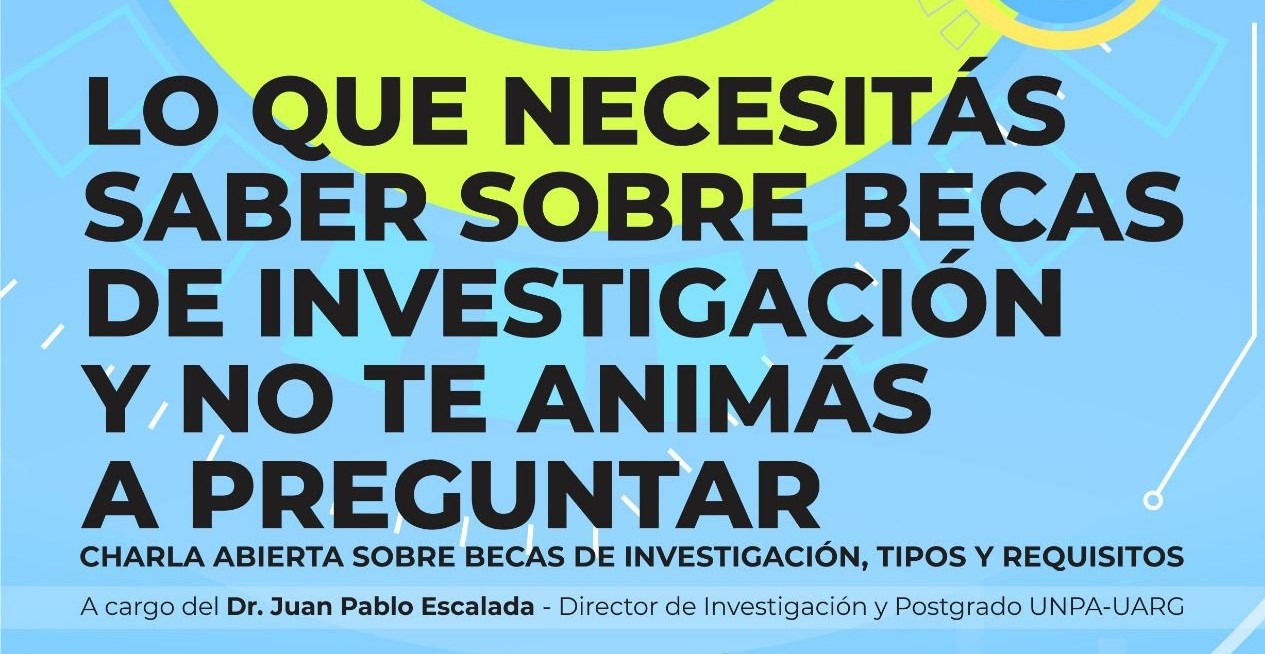 LO QUE NECESITÁS
SABER SOBRE BECAS
DE INVESTIGACIÓN
Y NO TE ANIMÁS
A PREGUNTAR
CHARLA ABIERTA SOBRE BECAS DE INVESTIGACIÓN, TIPOS Y REQUISITOS
A cargo del Dr. Juan Pablo Escalada - Director de Investigación y Postgrado UNPA-UARG